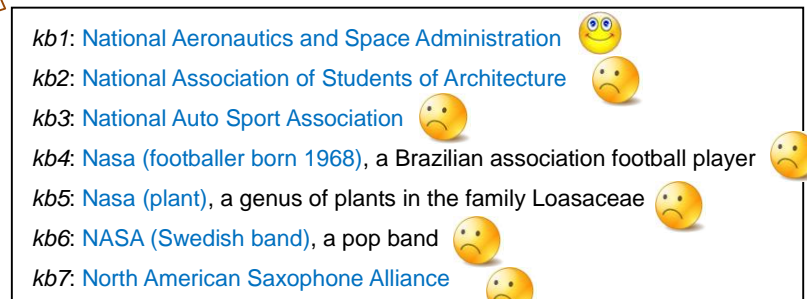 kb1: National Aeronautics and Space Administration
kb2: National Association of Students of Architecture
kb3: National Auto Sport Association
kb4: Nasa (footballer born 1968), a Brazilian association football player
kb5: Nasa (plant), a genus of plants in the family Loasaceae
kb6: NASA (Swedish band), a pop band
kb7: North American Saxophone Alliance